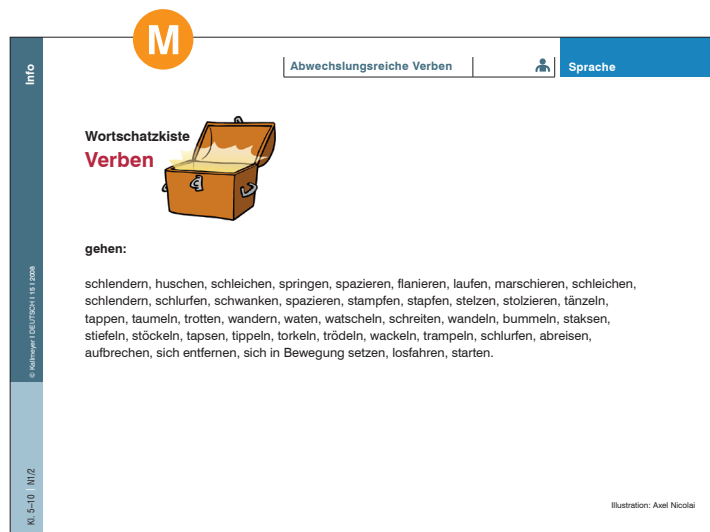 M
Info
Abwechslungsreiche Verben
Sprache
Wortschatzkiste
Verben
gehen:
schlendern, huschen, schleichen, springen, spazieren, flanieren, laufen, marschieren, schleichen,
schlendern, schlurfen, schwanken, spazieren, stampfen, stapfen, stelzen, stolzieren, tänzeln,
tappen, taumeln, trotten, wandern, waten, watscheln, schreiten, wandeln, bummeln, staksen,
stiefeln, stöckeln, tapsen, tippeln, torkeln, trödeln, wackeln, trampeln, schlurfen, abreisen,
aufbrechen, sich entfernen, sich in Bewegung setzen, losfahren, starten.
© Kallmeyer I DEUTSCH I 15 I 2008
Kl. 5–10 | N1/2
Illustration: Axel Nicolai